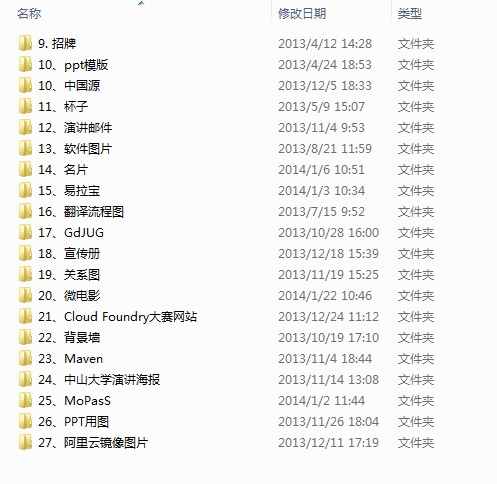 名称 修改日期 类型
9. 招牌 2013/4/12 14:28 文件夹
10、ppt模版 2013/4/24 18:53 文件夹
10、中国源 2013/12/5 18:33 文件夹
11、杯子 2013/5/9 15:07 文件夹
12、演讲邮件 2013/11/4 9:53 文件夹
13、软件图片 2013/8/21 11:59 文件夹
14、名片 2014/1/6 10:51 文件夹
15、易拉宝 2014/1/3 10:34 文件夹
16、翻译流程图 2013/7/15 9:52 文件夹
17、GdJUG 2013/10/28 16:00 文件夹
18、宣传册 2013/12/18 15:39 文件夹
19、关系图 2013/11/19 15:25 文件夹
20、微电影 2014/1/22 10:46 文件夹
21、Cloud Foundry大赛网站 2013/12/24 11:12 文件夹
22、背景墙 2013/10/19 17:10 文件夹
23、Maven 2013/11/4 18:44 文件夹
24、中山大学演讲海报 2013/11/14 13:08 文件夹
25、MoPasS 2014/1/2 11:44 文件夹
26、PPT用图 2013/11/26 18:04 文件夹
27、阿里云镜像图片 2013/12/11 17:19 文件夹